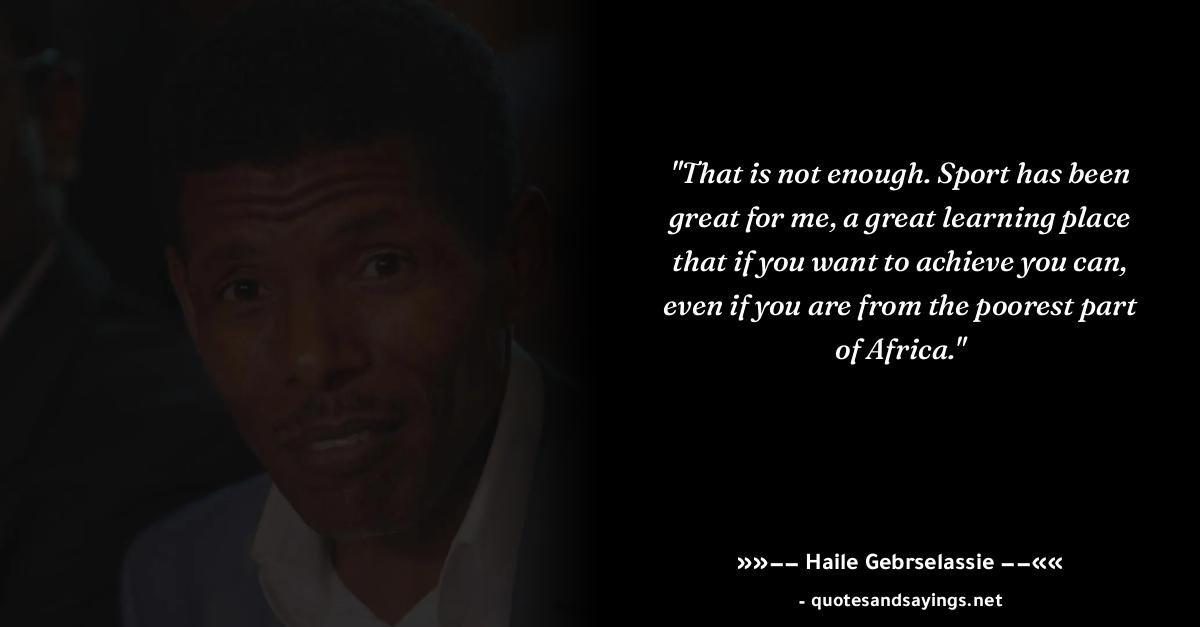 "That is not enough. Sport has been
great for me, a great learning place
that if you want to achieve you can,
even if you are from the poorest part
of Africa."
»»−− Haile Gebrselassie −−««
- quotesandsayings.net